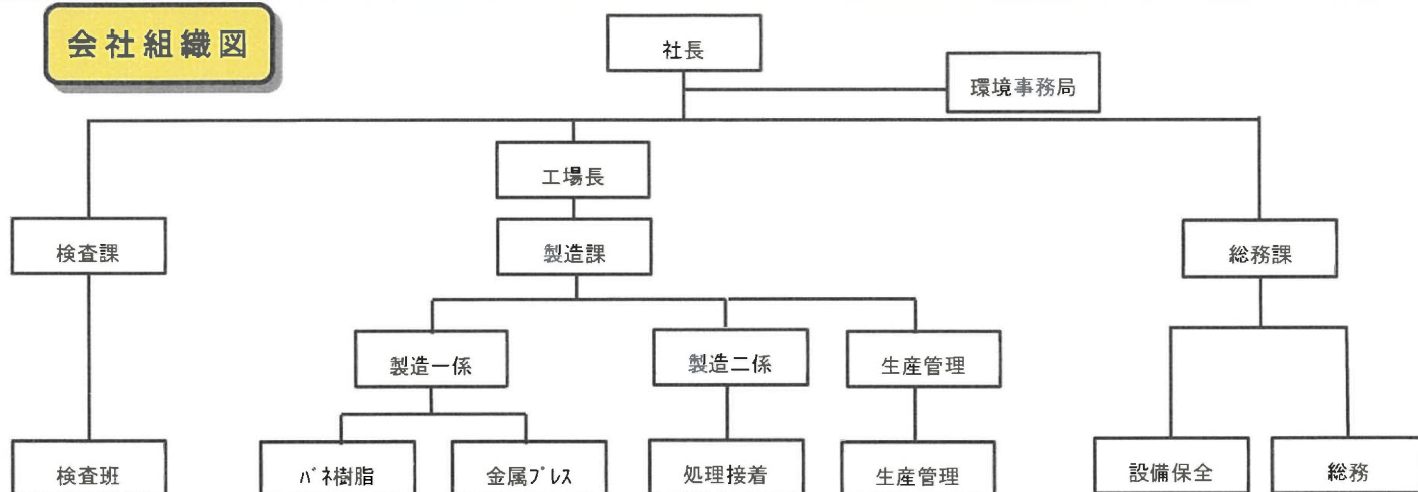 会社組織図
社長
環境事務局
工場長
検査課
製造課
総務課
製造一係
製造二係
生産管理
検査班
ﾊﾞﾈ樹脂
金属ﾌﾟﾚｽ
処理接着
生産管理
設備保全
総務